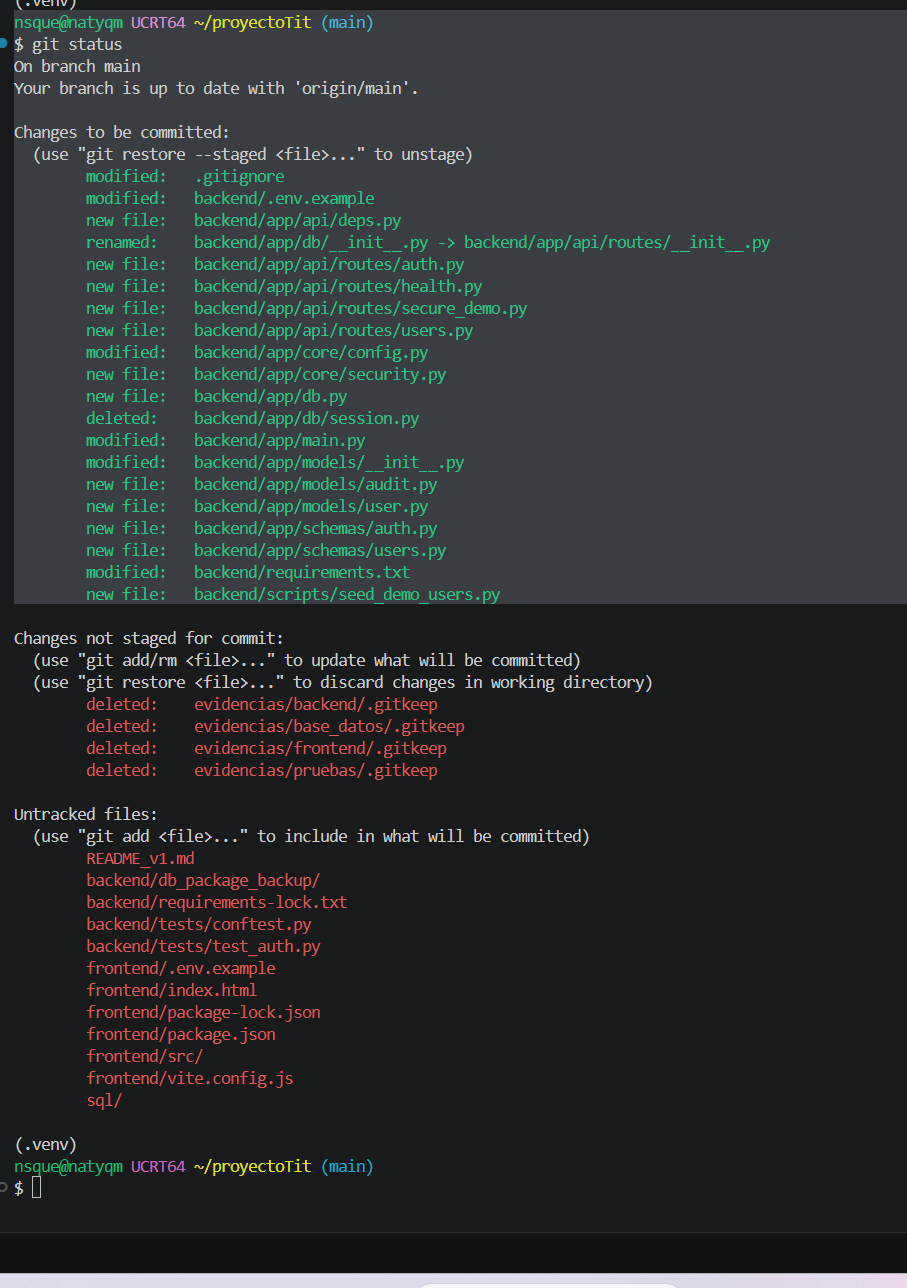 (.venv)
nsque@natyqm UCRT64 ~/proyectoTit (main)
$ git status
On branch main
Your branch is up to date with 'origin/main'.
Changes to be committed:
  (use "git restore --staged <file>..." to unstage)
        modified:   .gitignore
        modified:   backend/.env.example
        new file:   backend/app/api/deps.py
        renamed:    backend/app/db/__init__.py -> backend/app/api/routes/__init__.py
        new file:   backend/app/api/routes/auth.py
        new file:   backend/app/api/routes/health.py
        new file:   backend/app/api/routes/secure_demo.py
        new file:   backend/app/api/routes/users.py
        modified:   backend/app/core/config.py
        new file:   backend/app/core/security.py
        new file:   backend/app/db.py
        deleted:    backend/app/db/session.py
        modified:   backend/app/main.py
        modified:   backend/app/models/__init__.py
        new file:   backend/app/models/audit.py
        new file:   backend/app/models/user.py
        new file:   backend/app/schemas/auth.py
        new file:   backend/app/schemas/users.py
        modified:   backend/requirements.txt
        new file:   backend/scripts/seed_demo_users.py
Changes not staged for commit:
  (use "git add/rm <file>..." to update what will be committed)
  (use "git restore <file>..." to discard changes in working directory)
        deleted:    evidencias/backend/.gitkeep
        deleted:    evidencias/base_datos/.gitkeep
        deleted:    evidencias/frontend/.gitkeep
        deleted:    evidencias/pruebas/.gitkeep
Untracked files:
  (use "git add <file>..." to include in what will be committed)
        README_v1.md
        backend/db_package_backup/
        backend/requirements-lock.txt
        backend/tests/conftest.py
        backend/tests/test_auth.py
        frontend/.env.example
        frontend/index.html
        frontend/package-lock.json
        frontend/package.json
        frontend/src/
        frontend/vite.config.js
        sql/
(.venv)
nsque@natyqm UCRT64 ~/proyectoTit (main)
$